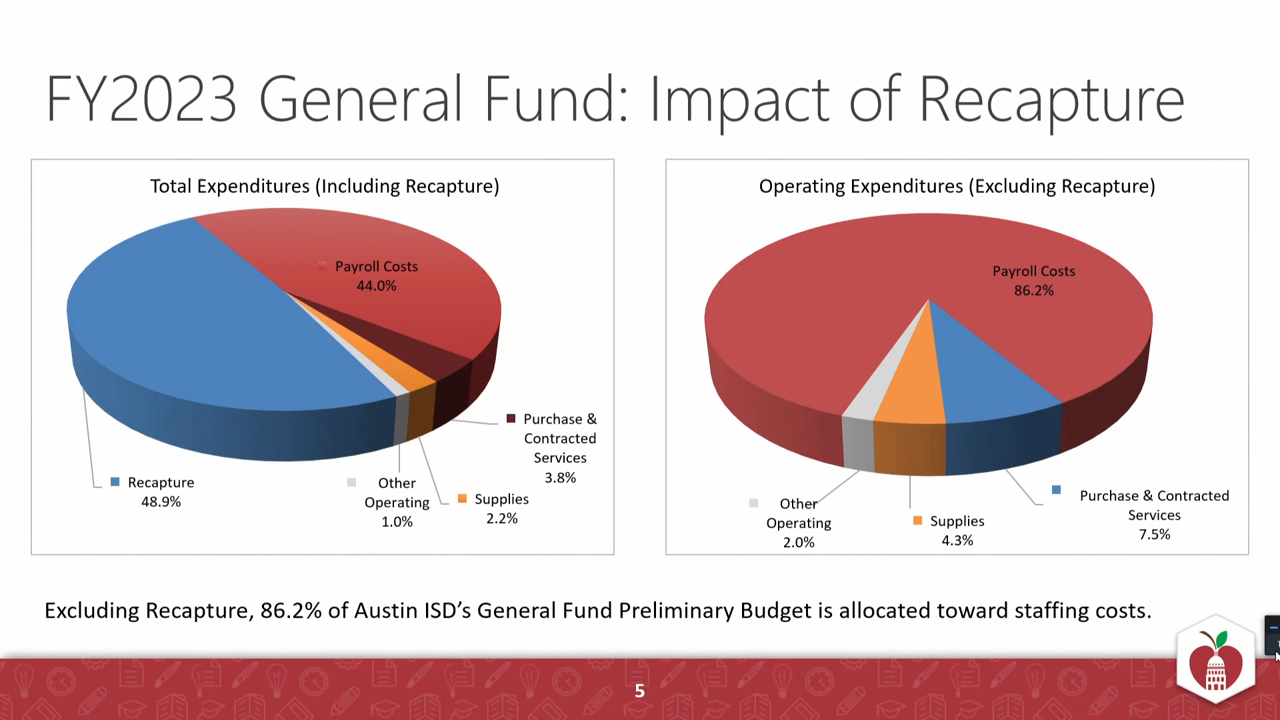 FY2023 General Fund: Impact of Recapture
Total Expenditures (Including Recapture)
Payroll Costs
44.0%
Purchase &
Contracted
Services
3.8%
Recapture
48.9%
Other
Operating
1.0%
Supplies
2.2%
Operating Expenditures (Excluding Recapture)
Payroll Costs
86.2%
Other
Operating
2.0%
Supplies
4.3%
Purchase & Contracted
Services
7.5%
Excluding Recapture, 86.2% of Austin ISD’s General Fund Preliminary Budget is allocated toward staffing costs.
5